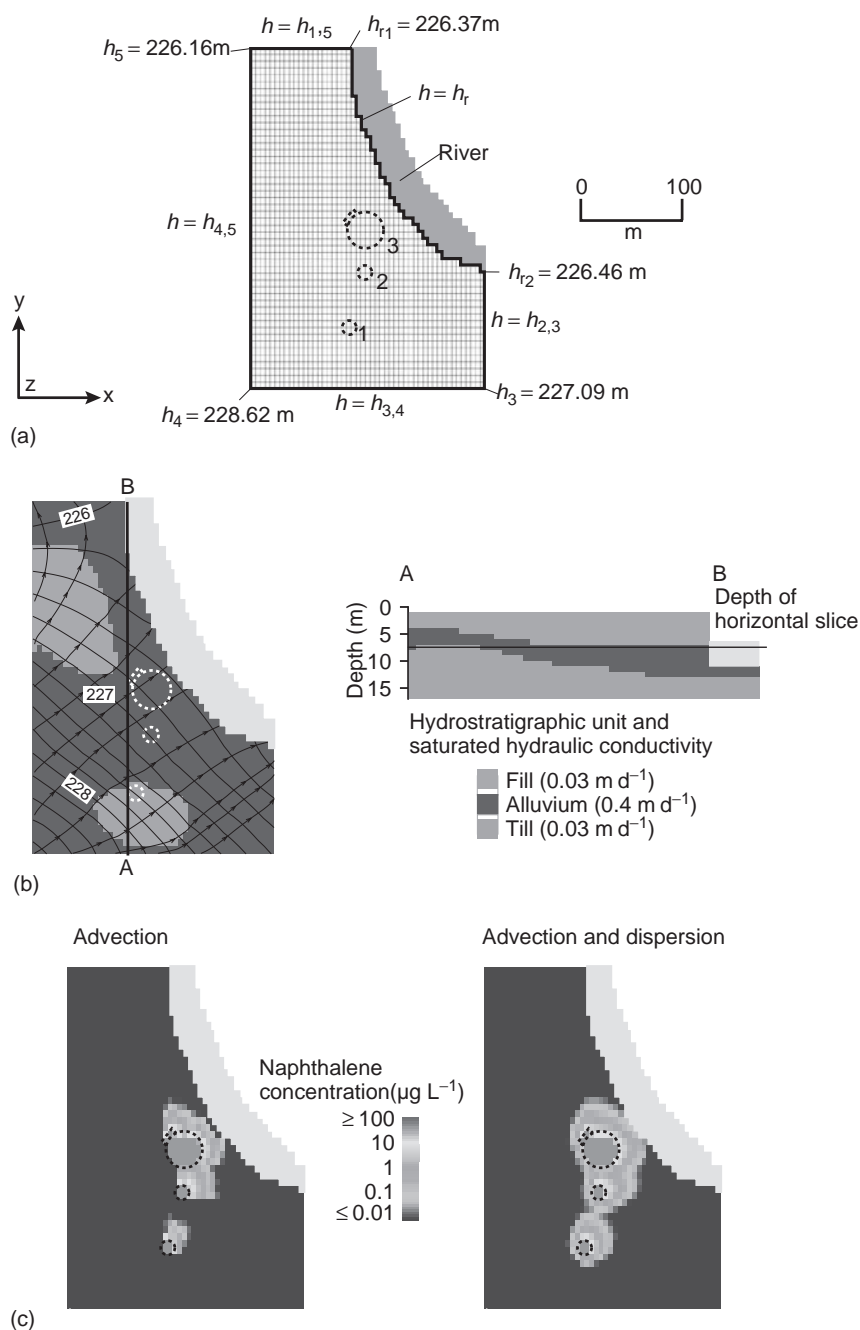 h = h1,5
hr1 = 226.37m
h5 = 226.16m
h = hr
River
0 100
m
h = h4,5
3
2
1
hr2 = 226.46 m
h = h2,3
y
z
x
h4 = 228.62 m
h = h3,4
h3 = 227.09 m
(a)
B
226
227
228
A
(b)
A
B
Depth of
horizontal slice
Depth (m)
0
5
10
15
Hydrostratigraphic unit and
saturated hydraulic conductivity
Fill (0.03 m d−1)
Alluvium (0.4 m d−1)
Till (0.03 m d−1)
Advection
Advection and dispersion
Naphthalene
concentration(µg L−1)
≥ 100
10
1
0.1
≤ 0.01
(c)